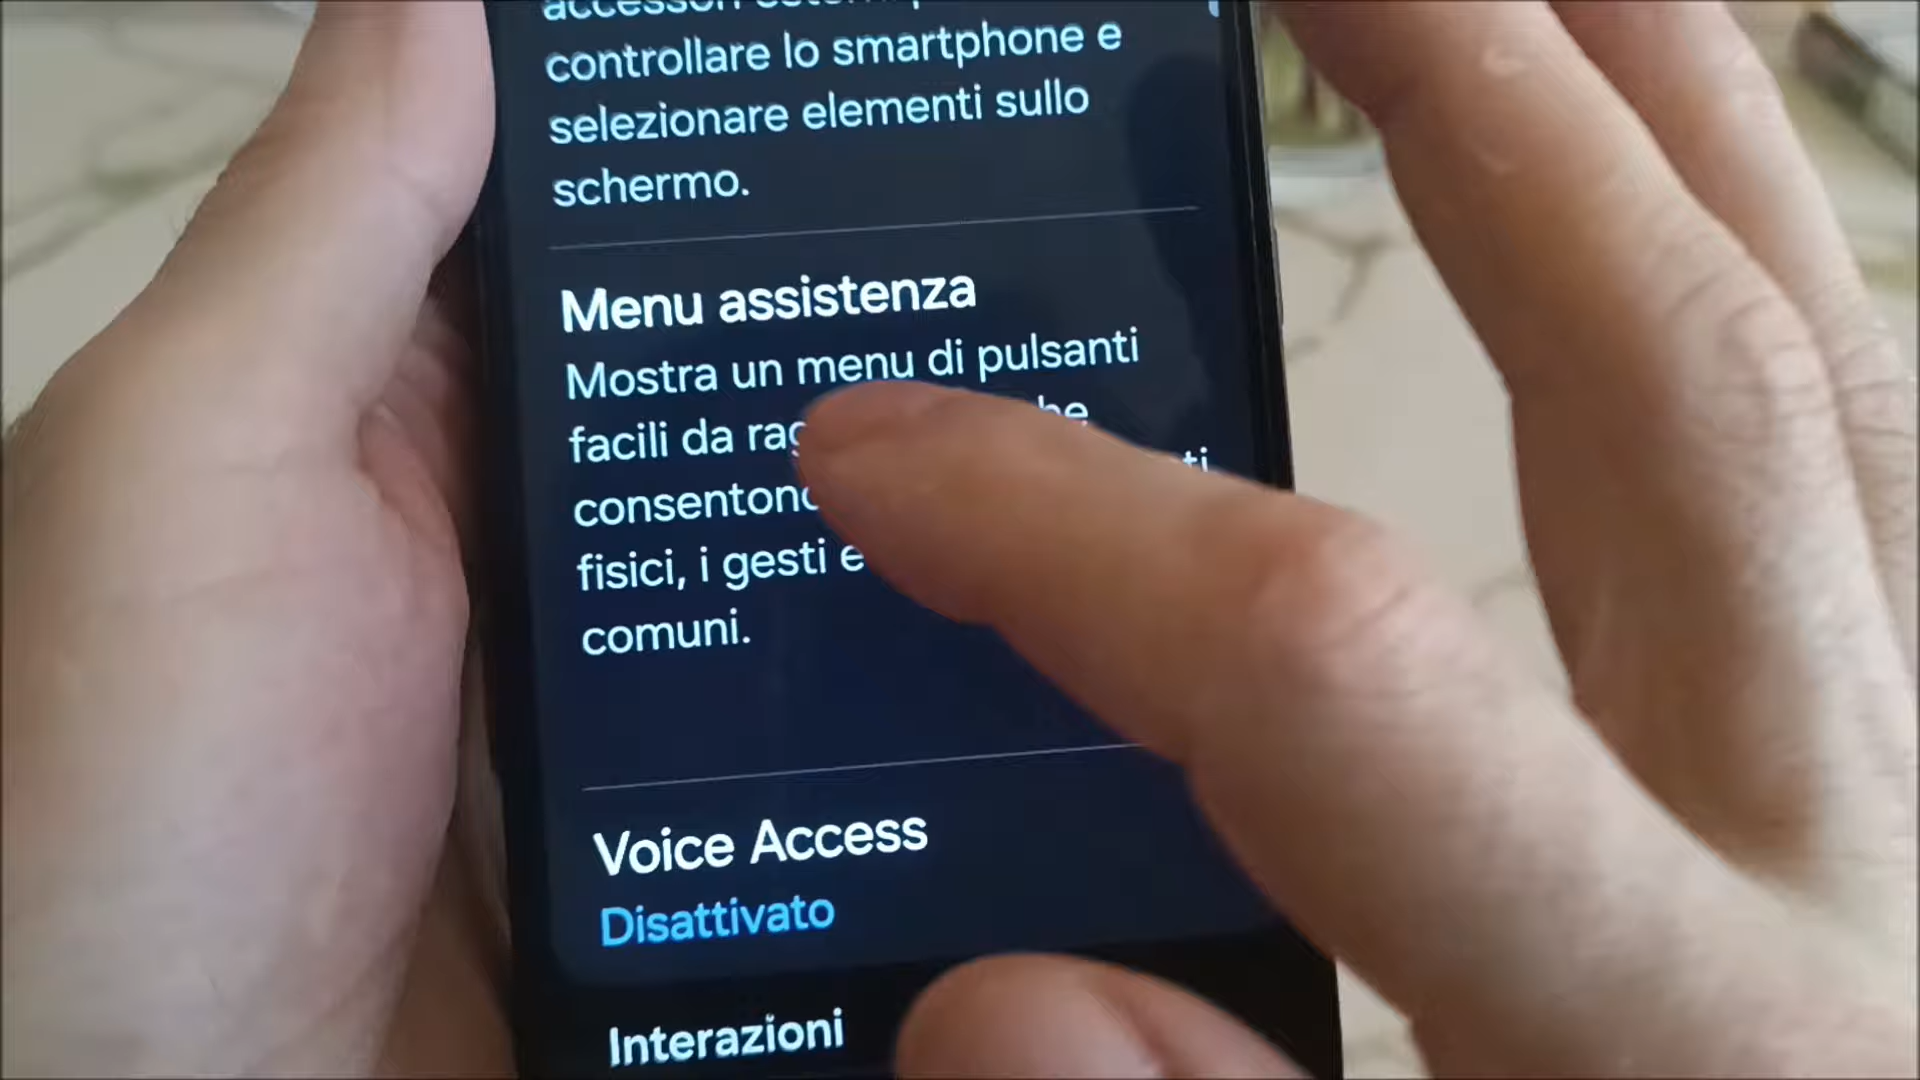 controllare lo smartphone e
selezionare elementi sullo
schermo.
Menu assistenza
Mostra un menu di pulsanti
facili da
fisici, i gesti e
comuni.
Voice Access
Disattivato
Interazioni